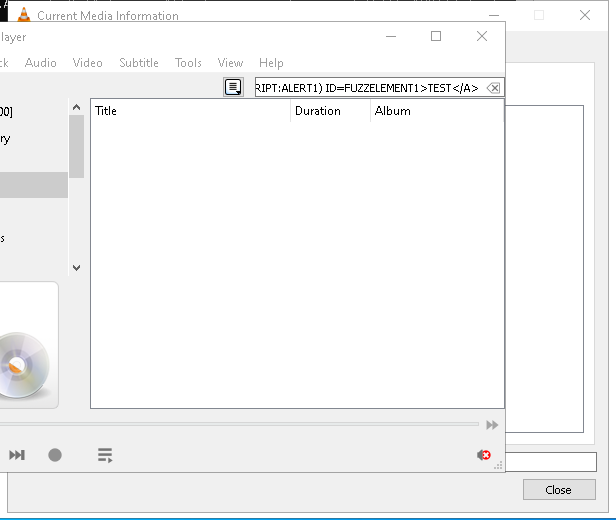 Current Media Information
layer
ck Audio Video Subtitle Tools View Help
RIPT:ALERT1) ID=FUZZELEMENT1>TEST</A>
00]
Title Duration Album
ry
s
Close